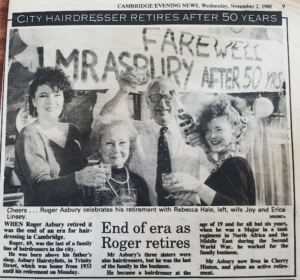 CAMBRIDGE EVENING NEWS, Wednesday, November 2, 1988 9
CITY HAIRDRESSER RETIRES AFTER 50 YEARS
FAREWELL
MR ASBURY
AFTER 50 YRS
Cheers . . . Roger Asbury celebrates his retirement with Rebecca Hale, left, wife Joy and Erica
Linsey.
WHEN Roger Asbury retired it
was the end of an era for hair-
dressing in Cambridge.
Roger, 69, was the last of a family
line of hairdressers in the city.
He was born above his father's
shop, Asbury Hairstylists, in Trinity
Street, which was home from 1933
until his retirement on Monday.
End of era as
Roger retires
Mr Asbury's three sisters were
also hairdressers, but he was the last
of the family in business.
He became a hairdresser at the
age of 19 and for all but six years,
when he was a Major in a tank
regiment in North Africa and the
Middle East during the Second
World War, he worked for the
family business.
Mr Asbury now lives in Cherry
Hinton, and plans an active retire-
ment.